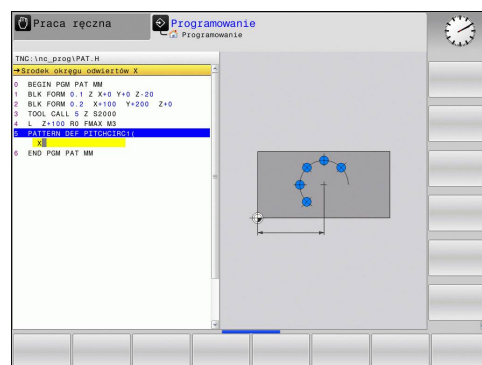 Praca ręczna
Programowanie
Programowanie
TNC:\nc_prog\PAT.H
→Srodek okręgu odwiertów X
0 BEGIN PGM PAT MM
1 BLK FORM 0.1 Z X+0 Y+0 Z-20
2 BLK FORM 0.2 X+100 Y+200 Z+0
3 TOOL CALL 5 Z S2000
4 L Z+100 R0 FMAX M3
5 PATTERN DEF PITCHCIRC1(
X
6 END PGM PAT MM